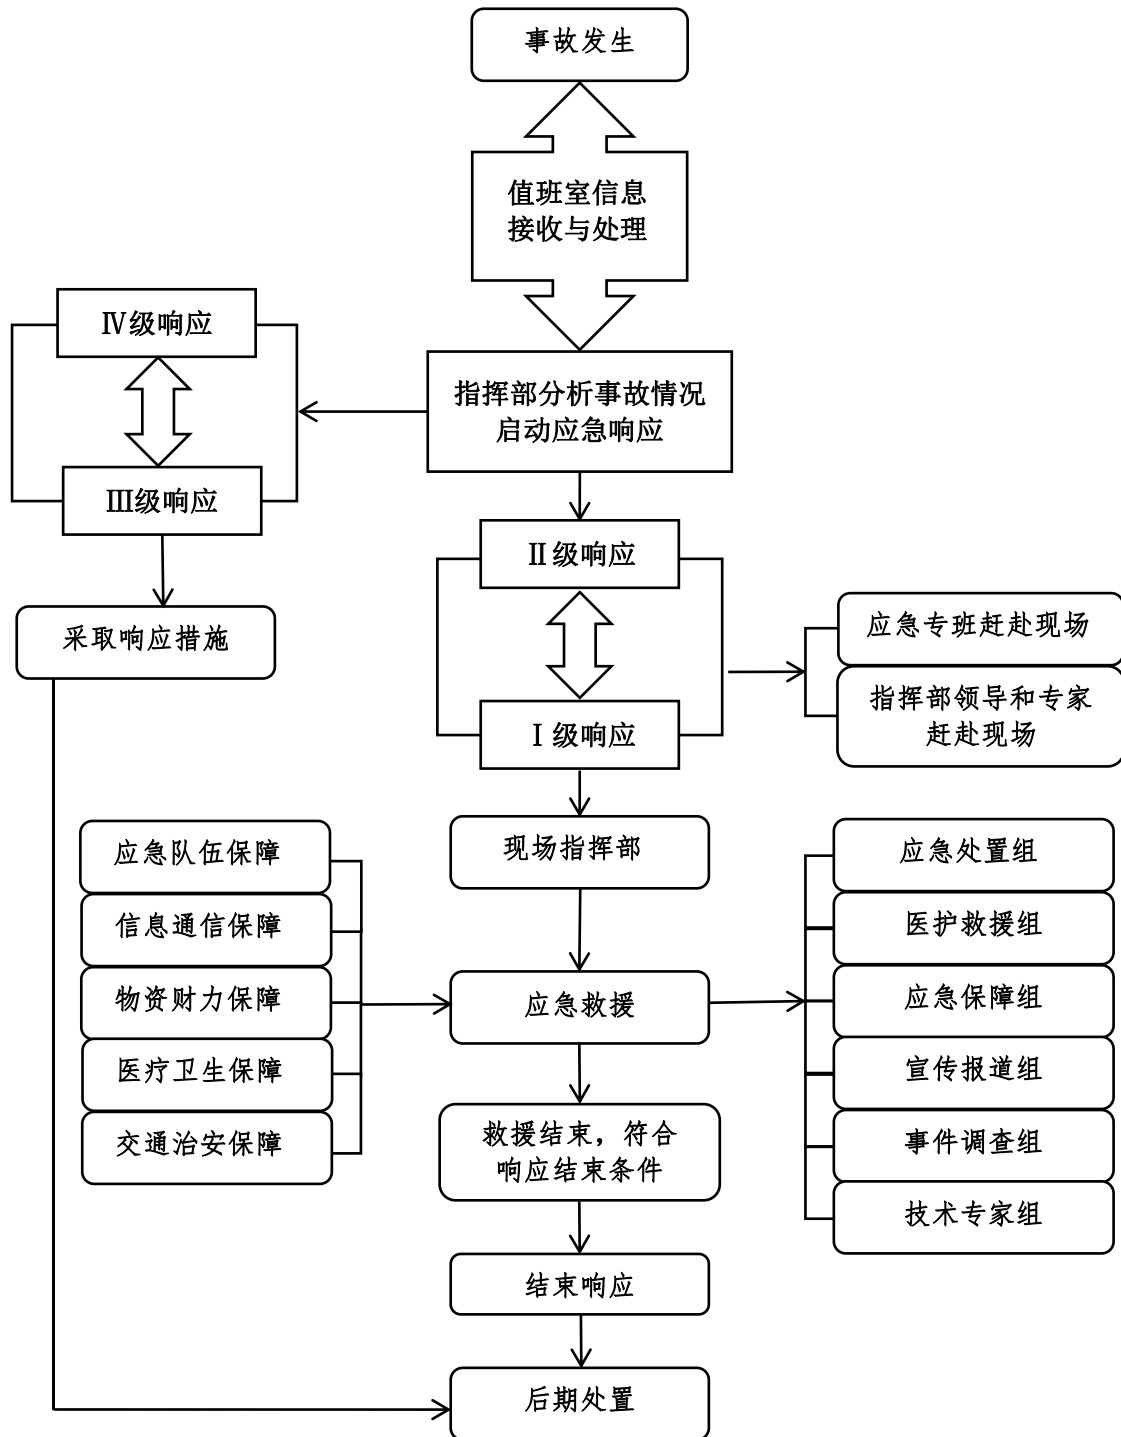 事故发生
值班室信息
接收与处理
Ⅳ级响应
指挥部分析事故情况
启动应急响应
Ⅲ级响应
Ⅱ级响应
采取响应措施
应急专班赶赴现场
指挥部领导和专家
赶赴现场
Ⅰ级响应
现场指挥部
应急队伍保障
信息通信保障
物资财力保障
医疗卫生保障
交通治安保障
应急救援
应急处置组
医护救援组
应急保障组
宣传报道组
事件调查组
技术专家组
救援结束，符合
响应结束条件
结束响应
后期处置